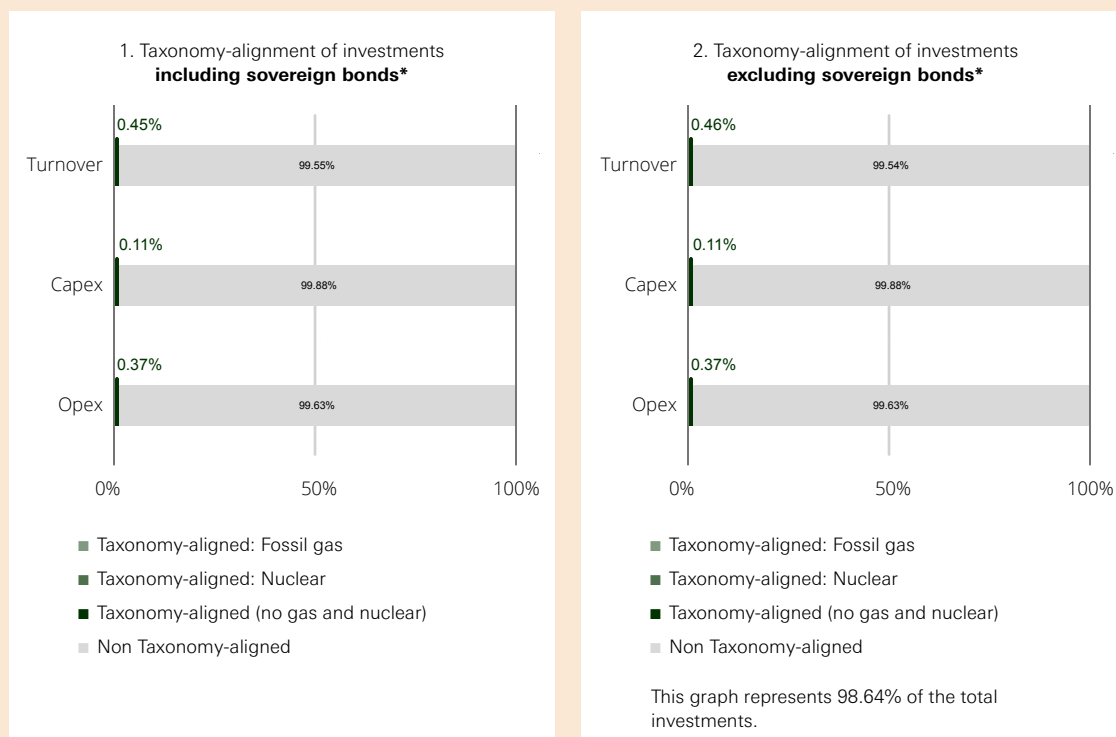 1. Taxonomy-alignment of investments
including sovereign bonds*
0.45%
Turnover
99.55%
0.11%
Capex
99.88%
0.37%
Opex
99.63%
0%
50%
100%
Taxonomy-aligned: Fossil gas
Taxonomy-aligned: Nuclear
Taxonomy-aligned (no gas and nuclear)
Non Taxonomy-aligned
2. Taxonomy-alignment of investments
excluding sovereign bonds*
0.46%
Turnover
99.54%
0.11%
Capex
99.88%
0.37%
Opex
99.63%
0%
50%
100%
Taxonomy-aligned: Fossil gas
Taxonomy-aligned: Nuclear
Taxonomy-aligned (no gas and nuclear)
Non Taxonomy-aligned
This graph represents 98.64% of the total
investments.